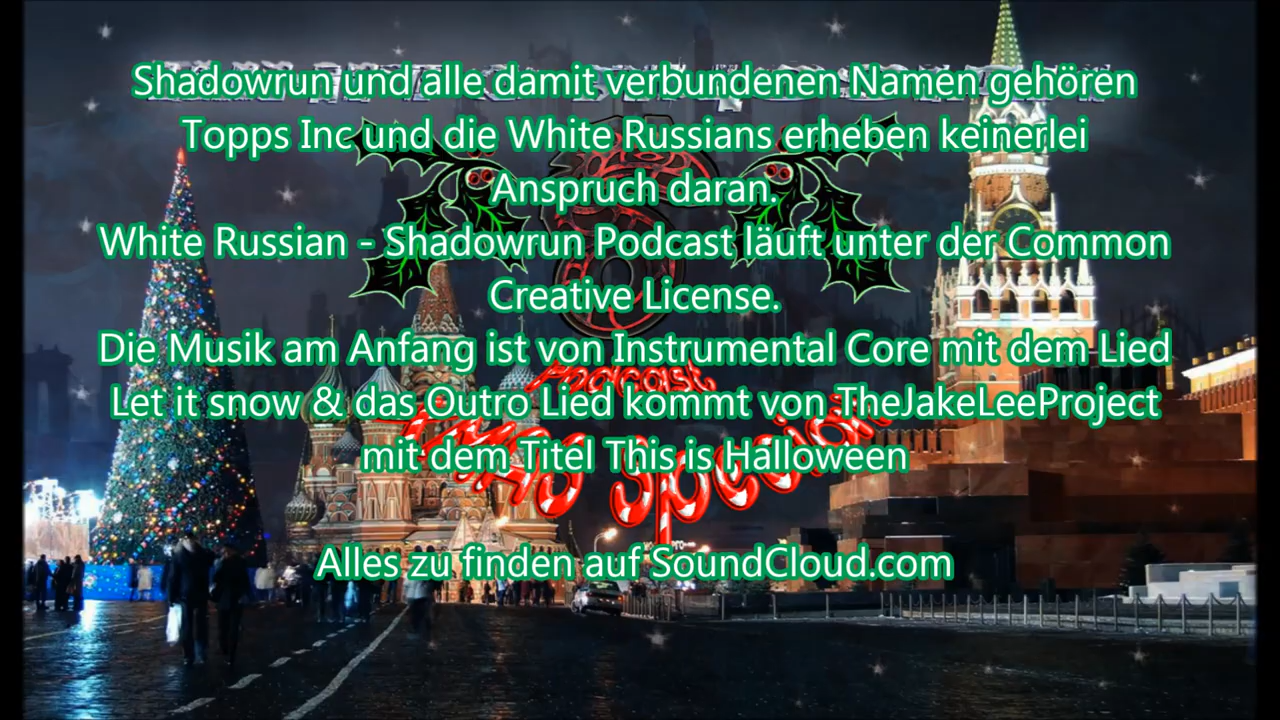 Shadowrun und alle damit verbundenen Namen gehören
Topps Inc und die White Russians erheben keinerlei
Anspruch daran.
White Russian - Shadowrun Podcast läuft unter der Common
Creative License.
Die Musik am Anfang ist von Instrumental Core mit dem Lied
Podcast
Let it snow & das Outro Lied kommt von TheJakeLeeProject
mit dem Titel This is Halloween
XMAS Special
Alles zu finden auf SoundCloud.com